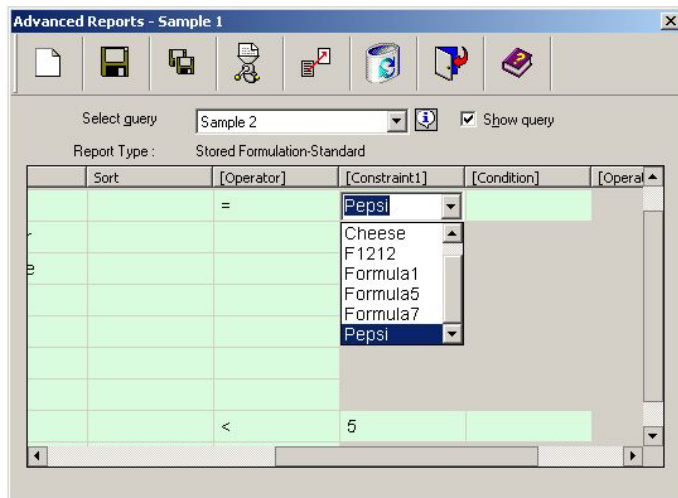 Advanced Reports - Sample 1
Select query
Sample 2
Show query
Report Type :
Stored Formulation-Standard
Sort [Operator] [Constraint1] [Condition] [Operat
= Pepsi
r
e
Cheese
F1212
Formula1
Formula5
Formula7
Pepsi
< 5